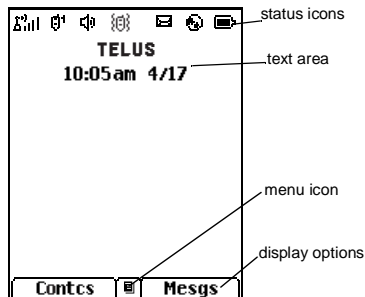 status icons
TELUS
10:05am 4/17
text area
menu icon
display options
Contcs
Mesgs